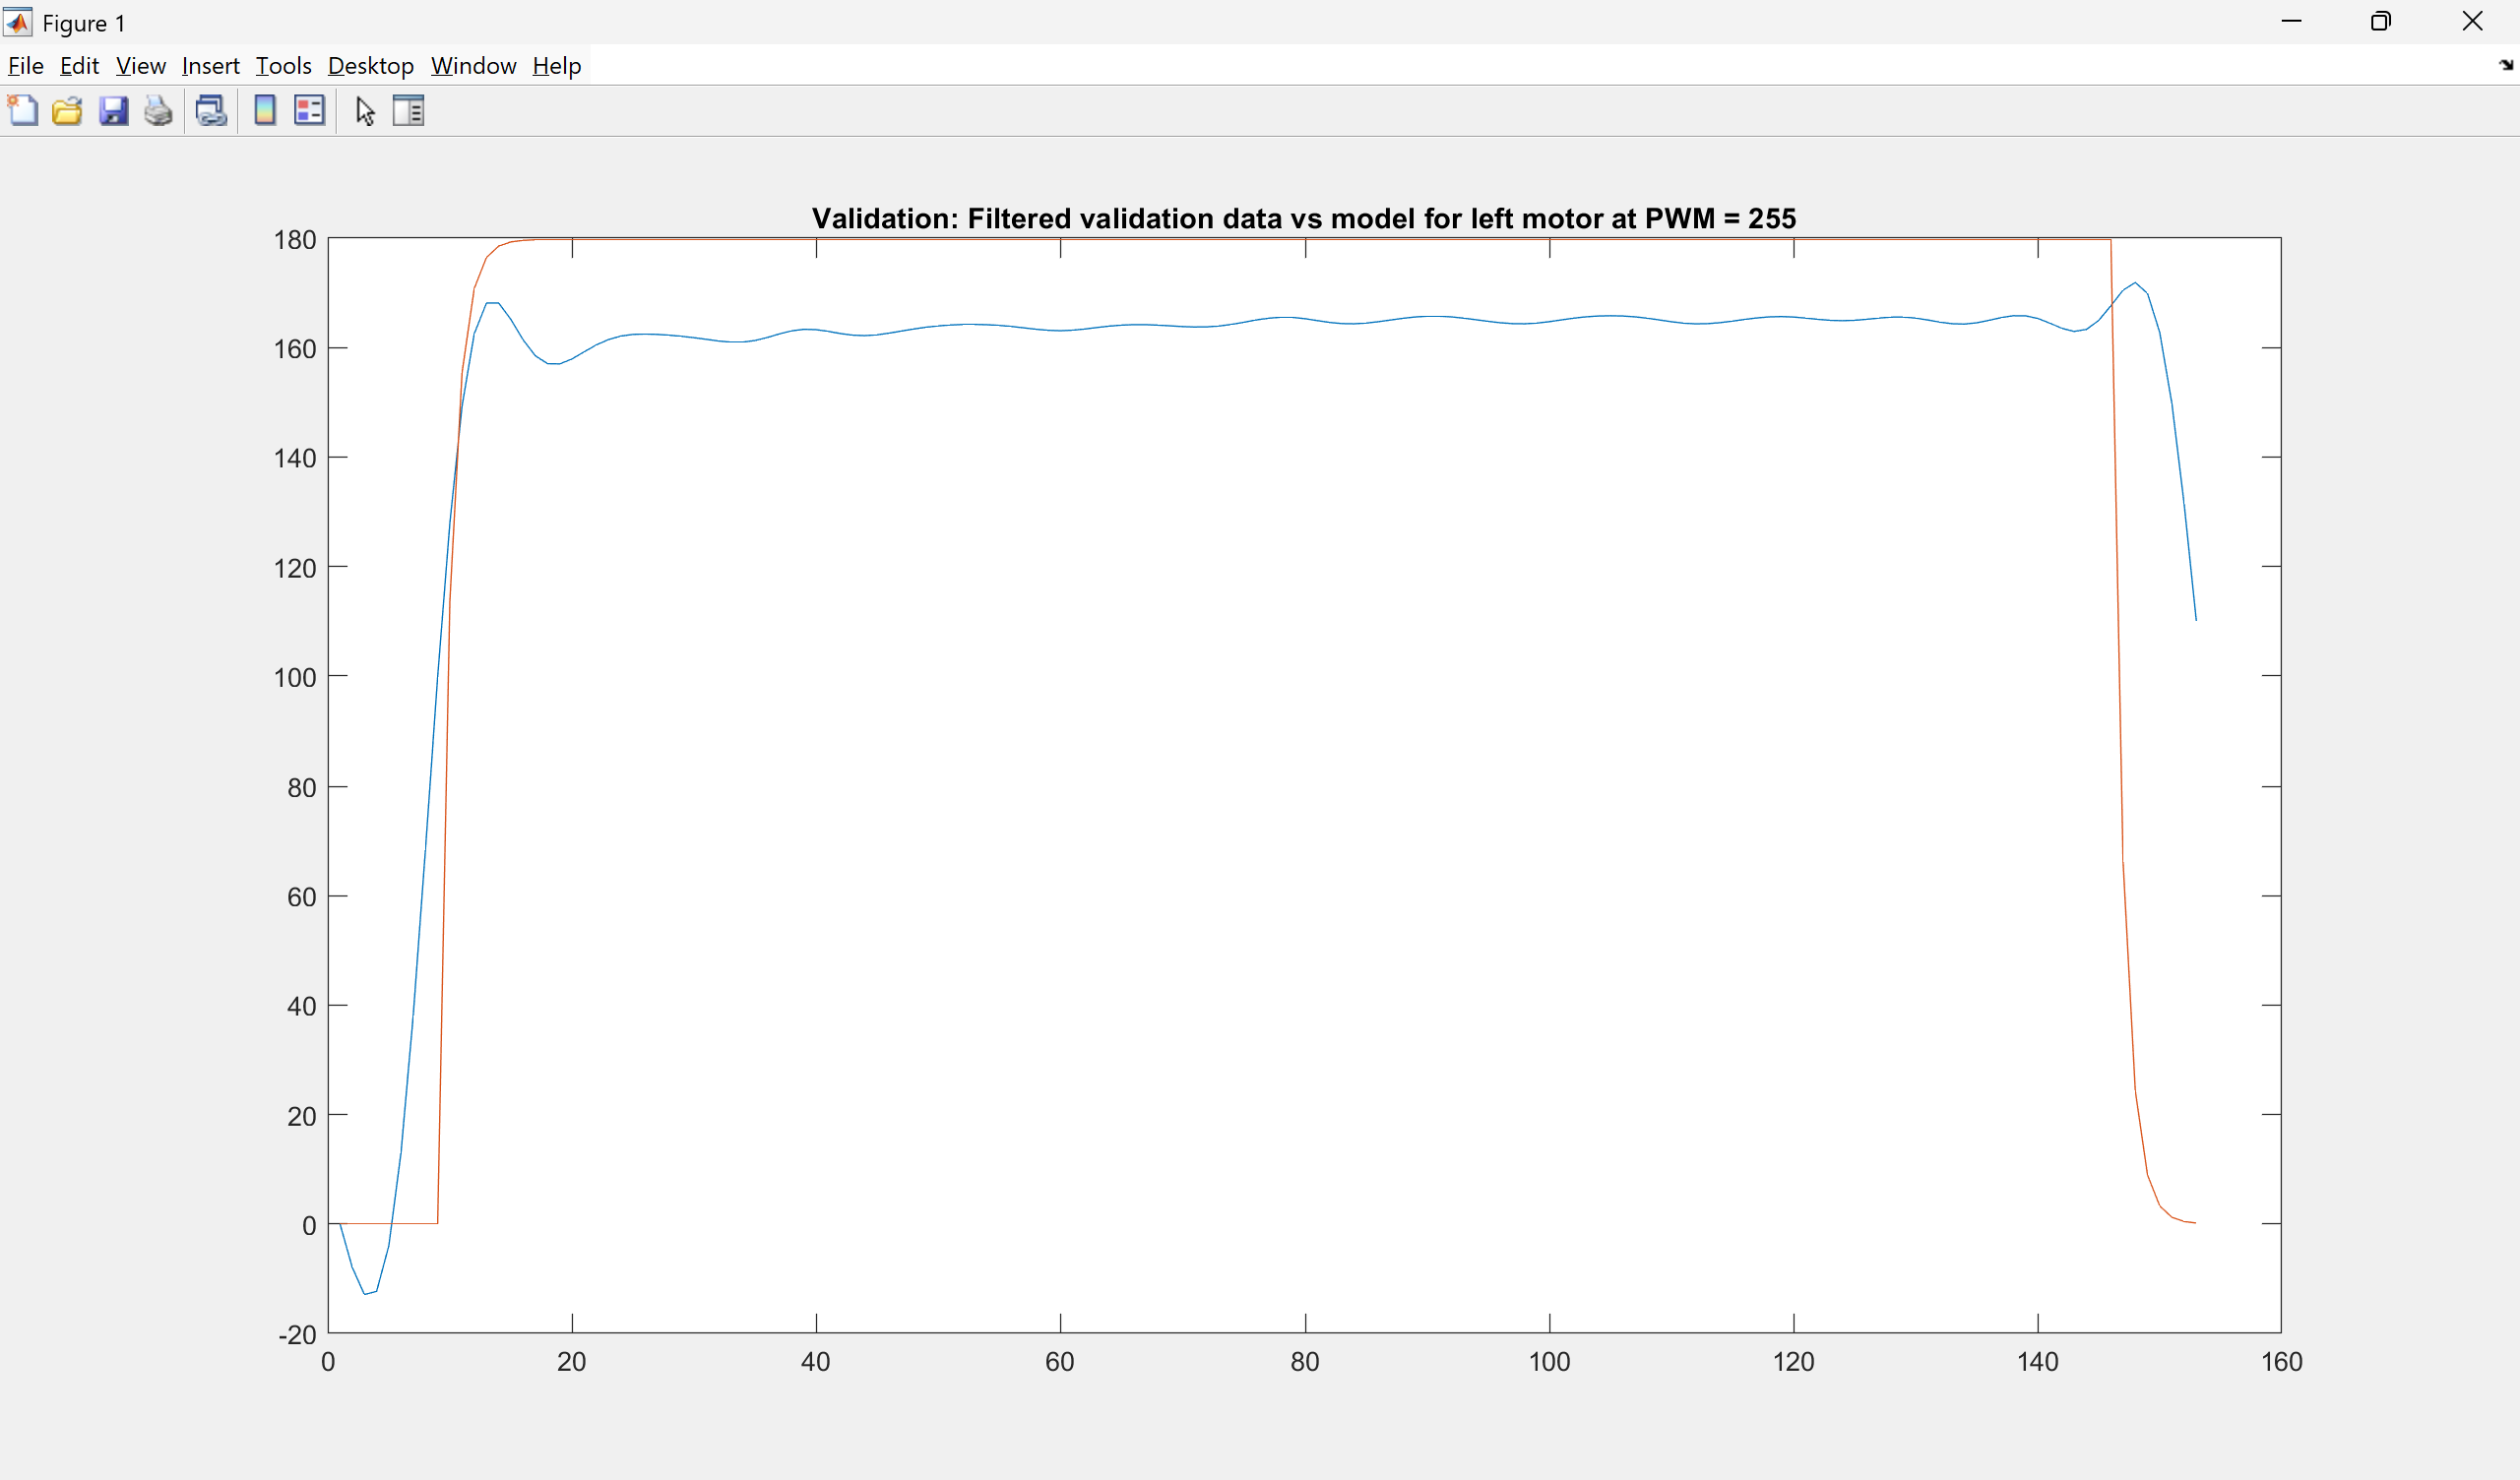 Figure 1
File Edit View Insert Tools Desktop Window Help
Validation: Filtered validation data vs model for left motor at PWM = 255
180
160
140
120
100
80
60
40
20
0
-20
0 20 40 60 80 100 120 140 160